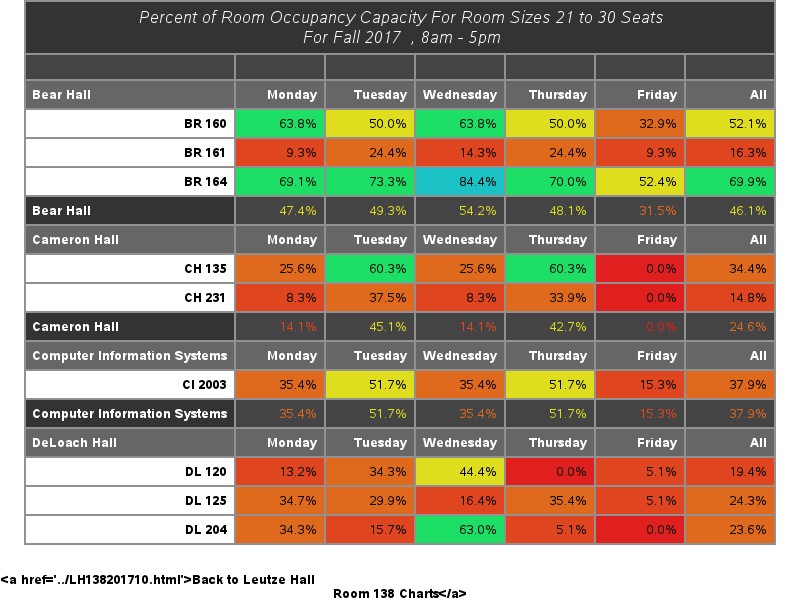 Percent of Room Occupancy Capacity For Room Sizes 21 to 30 Seats
For Fall 2017 , 8am - 5pm
Bear Hall Monday Tuesday Wednesday Thursday Friday All
BR 160 63.8% 50.0% 63.8% 50.0% 32.9% 52.1%
BR 161 9.3% 24.4% 14.3% 24.4% 9.3% 16.3%
BR 164 69.1% 73.3% 84.4% 70.0% 52.4% 69.9%
Bear Hall 47.4% 49.3% 54.2% 48.1% 31.5% 46.1%
Cameron Hall Monday Tuesday Wednesday Thursday Friday All
CH 135 25.6% 60.3% 25.6% 60.3% 0.0% 34.4%
CH 231 8.3% 37.5% 8.3% 33.9% 0.0% 14.8%
Cameron Hall 14.1% 45.1% 14.1% 42.7% 0.0% 24.6%
Computer Information Systems Monday Tuesday Wednesday Thursday Friday All
CI 2003 35.4% 51.7% 35.4% 51.7% 15.3% 37.9%
Computer Information Systems 35.4% 51.7% 35.4% 51.7% 15.3% 37.9%
DeLoach Hall Monday Tuesday Wednesday Thursday Friday All
DL 120 13.2% 34.3% 44.4% 0.0% 5.1% 19.4%
DL 125 34.7% 29.9% 16.4% 35.4% 5.1% 24.3%
DL 204 34.3% 15.7% 63.0% 5.1% 0.0% 23.6%
<a href='../LH138201710.html'>Back to Leutze Hall
Room 138 Charts</a>